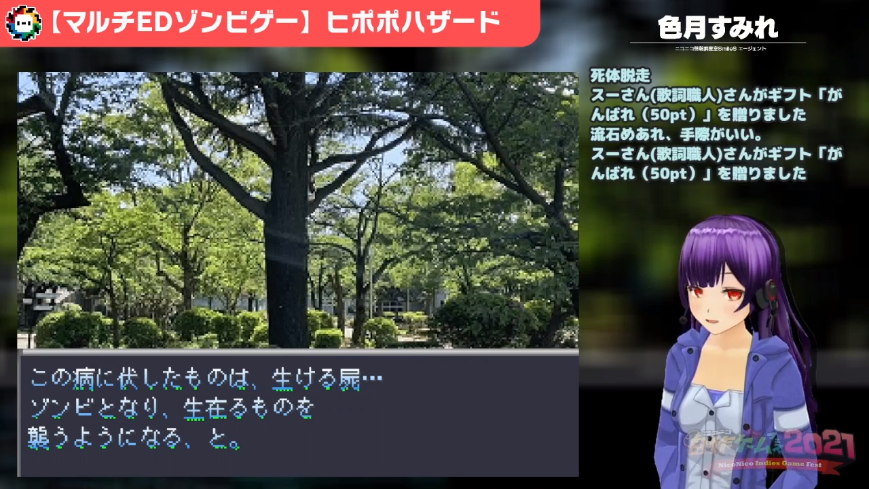 【マルチEDゾンビゲー】ヒポポハザード
色月すみれ
死体脱走
スーさん(歌詞職人)さんがギフト「が
んばれ（50pt）」を贈りました
流石めあれ、手際がいい。
スーさん(歌詞職人)さんがギフト「が
んばれ（50pt）」を贈りました
この病に伏したものは、生ける屍…
ゾンビとなり、生在るものを
襲うようになる、と。
2021
NicoNico Indies Game Fest